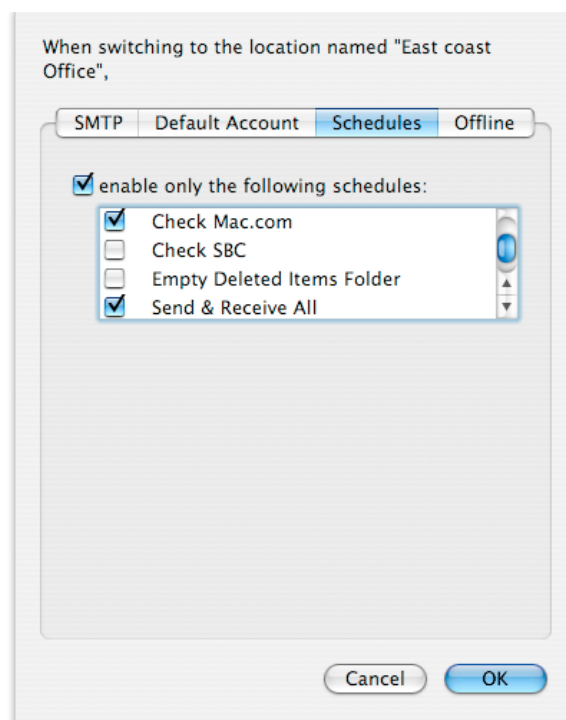 When switching to the location named "East coast
Office",
SMTP Default Account Schedules Offline
enable only the following schedules:
Check Mac.com
Check SBC
Empty Deleted Items Folder
Send & Receive All
Cancel OK